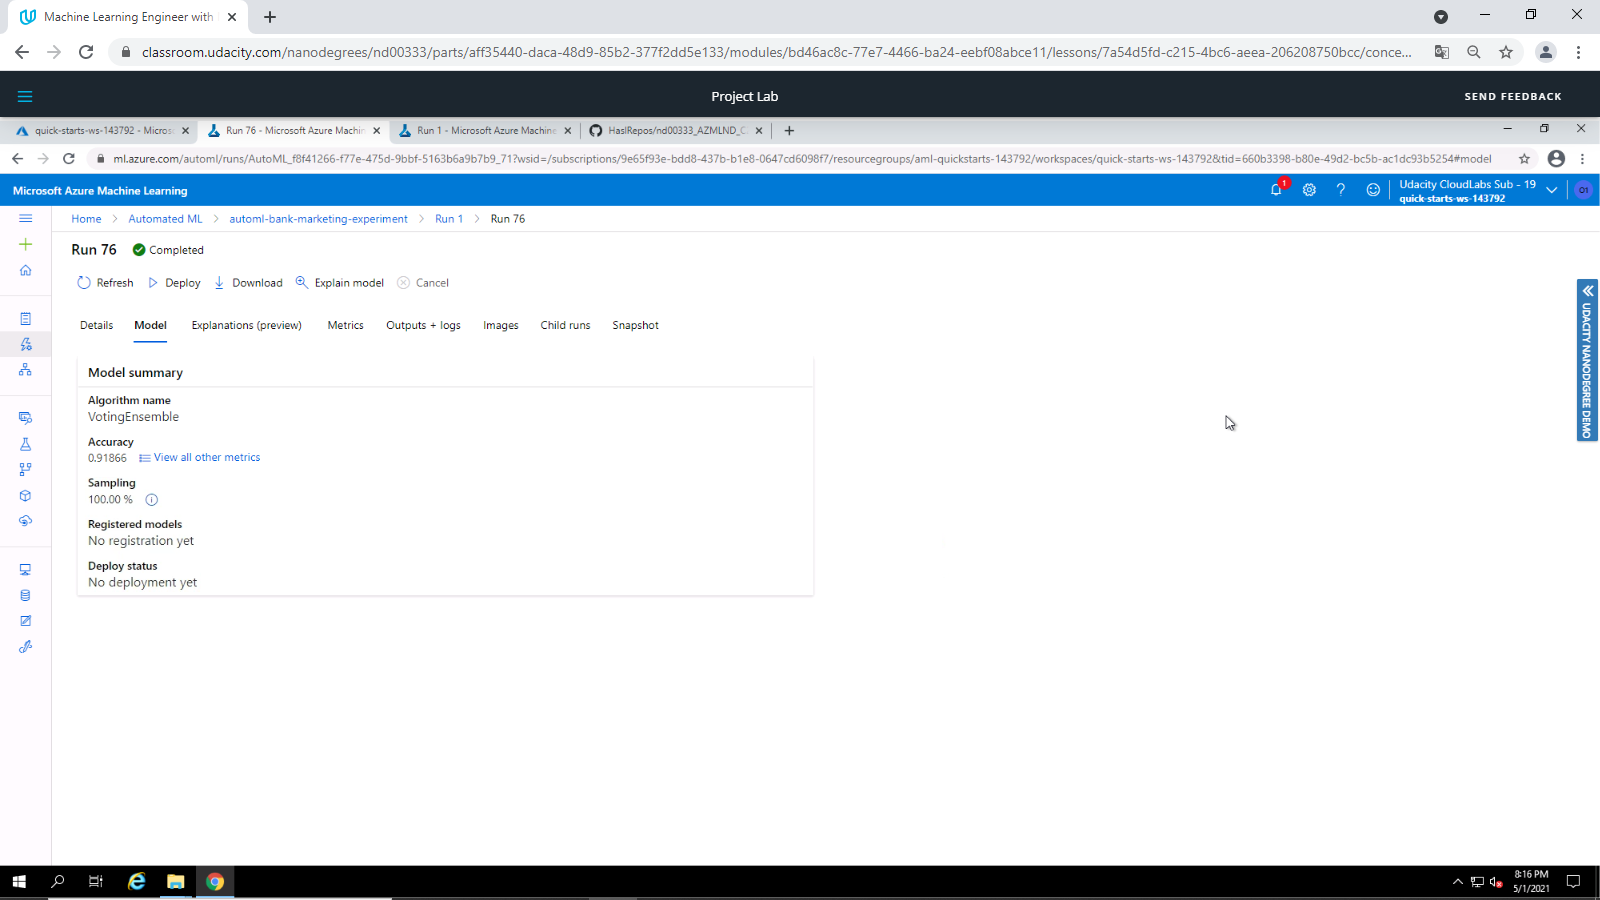 Machine Learning Engineer with
classroom.udacity.com/nanodegrees/nd00333/parts/aff35440-daca-48d9-85b2-377f2dd5e133/modules/bd46ac8c-77e7-4466-ba24-eebf08abce11/lessons/7a54d5fd-c215-4bc6-aeea-206208750bcc/conce...
Project Lab
SEND FEEDBACK
quick-starts-ws-143792 - Micros
Run 76 - Microsoft Azure Machin
Run 1 - Microsoft Azure Machine
HaslRepos/nd00333_AZMLND_C
ml.azure.com/automl/runs/AutoML_f8f41266-f77e-475d-9bbf-5163b6a9b7b9_71?wsid=/subscriptions/9e65f93e-bdd8-437b-b1e8-0647cd6098f7/resourcegroups/aml-quickstarts-143792/workspaces/quick-starts-ws-143792&tid=660b3398-b80e-49d2-bc5b-ac1dc93b5254#model
Microsoft Azure Machine Learning
1
?
Udacity CloudLabs Sub - 19
quick-starts-ws-143792
O1
Home > Automated ML > automl-bank-marketing-experiment > Run 1 > Run 76
Run 76 Completed
Refresh Deploy Download Explain model Cancel
Details Model Explanations (preview) Metrics Outputs + logs Images Child runs Snapshot
Model summary
Algorithm name
VotingEnsemble
Accuracy
0.91866 View all other metrics
Sampling
100.00 %
Registered models
No registration yet
Deploy status
No deployment yet
UDACITY NANODEGREE DEMO
8:16 PM
5/1/2021